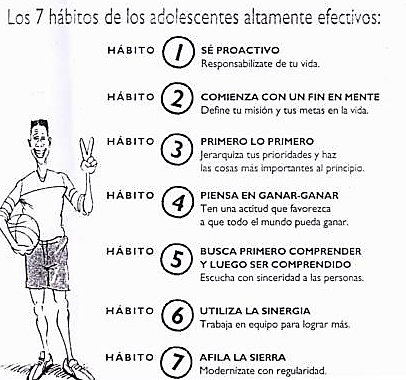 Los 7 hábitos de los adolescentes altamente efectivos:
HÁBITO 1 SÉ PROACTIVO
Responsabilízate de tu vida.
HÁBITO 2 COMIENZA CON UN FIN EN MENTE
Define tu misión y tus metas en la vida.
HÁBITO 3 PRIMERO LO PRIMERO
Jerarquiza tus prioridades y haz
las cosas más importantes al principio.
HÁBITO 4 PIENSA EN GANAR-GANAR
Ten una actitud que favorezca
a que todo el mundo pueda ganar.
HÁBITO 5 BUSCA PRIMERO COMPRENDER
Y LUEGO SER COMPRENDIDO
Escucha con sinceridad a las personas.
HÁBITO 6 UTILIZA LA SINERGIA
Trabaja en equipo para lograr más.
HÁBITO 7 AFILA LA SIERRA
Modernízate con regularidad.